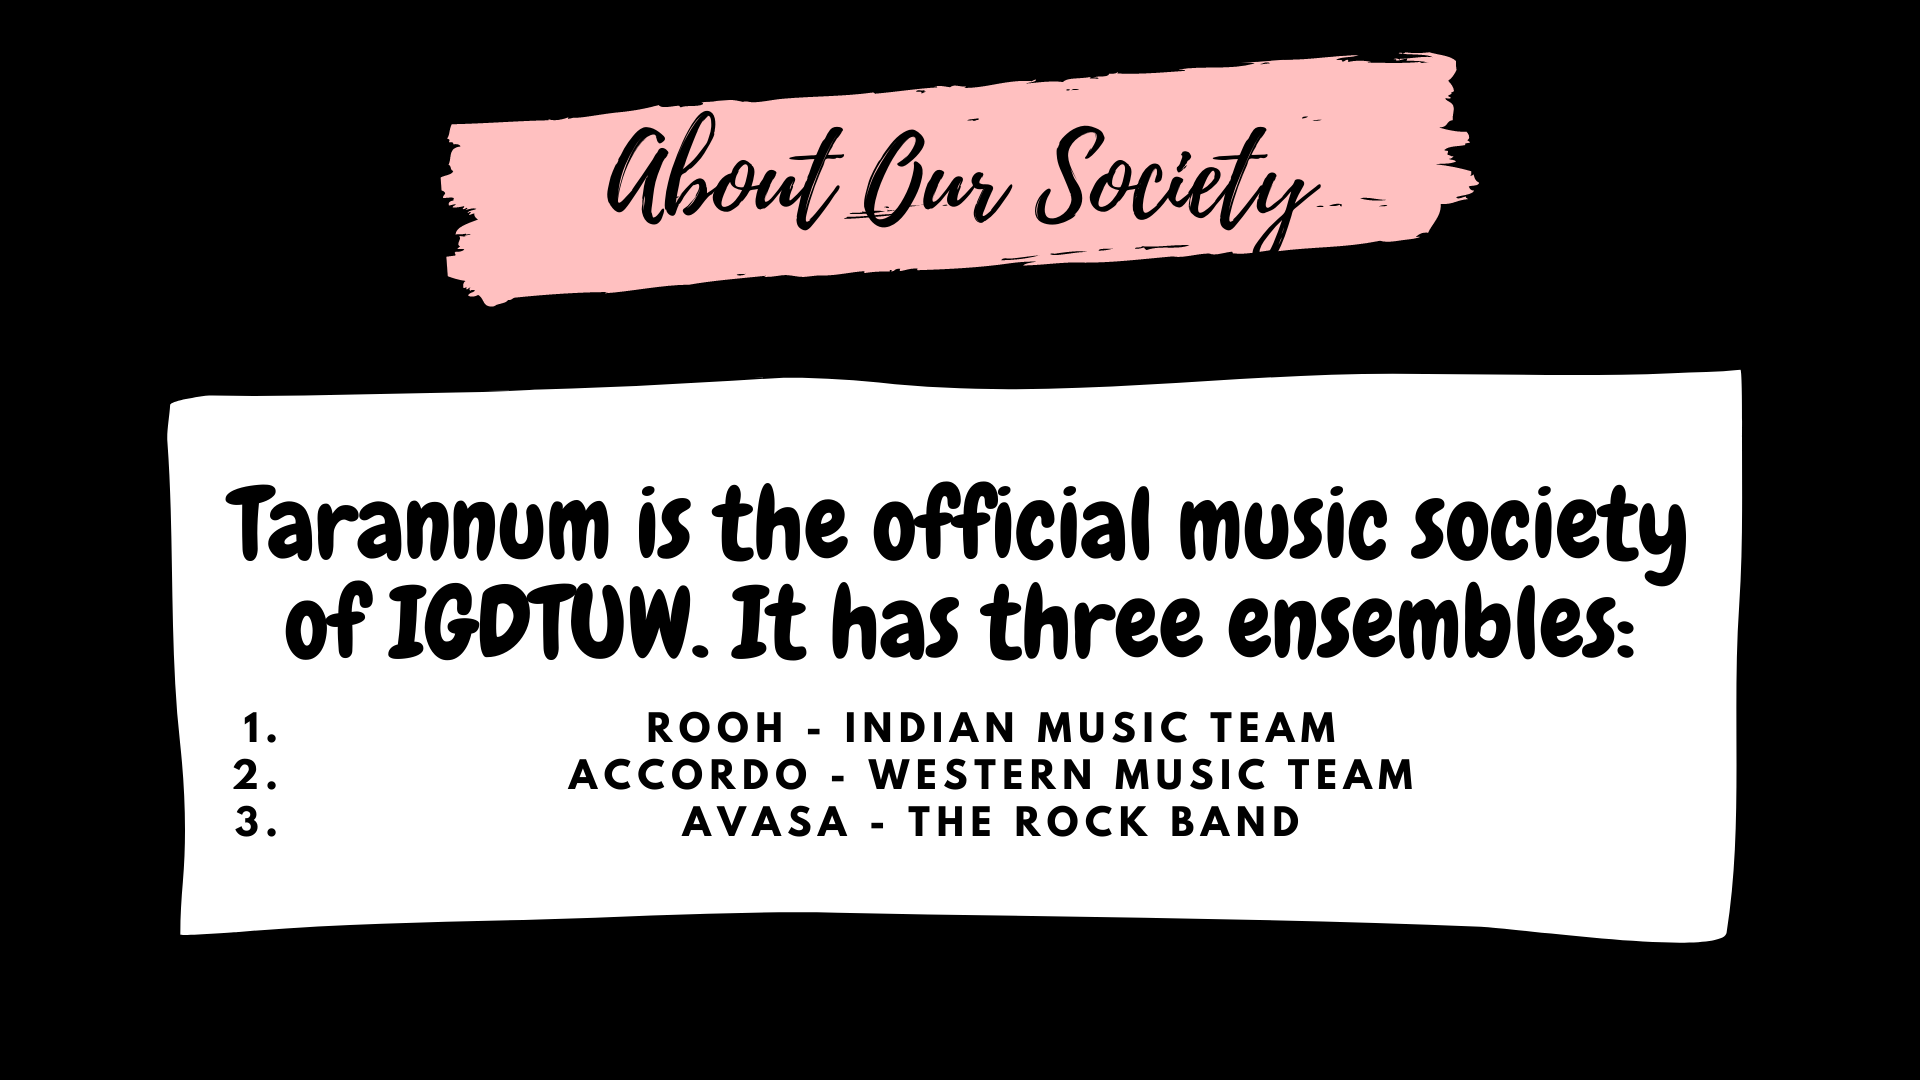 About Our Society
Tarannum is the official music society
of IGDTUW. It has three ensembles:
1. ROOH - INDIAN MUSIC TEAM
2. ACCORDO - WESTERN MUSIC TEAM
3. AVASA - THE ROCK BAND